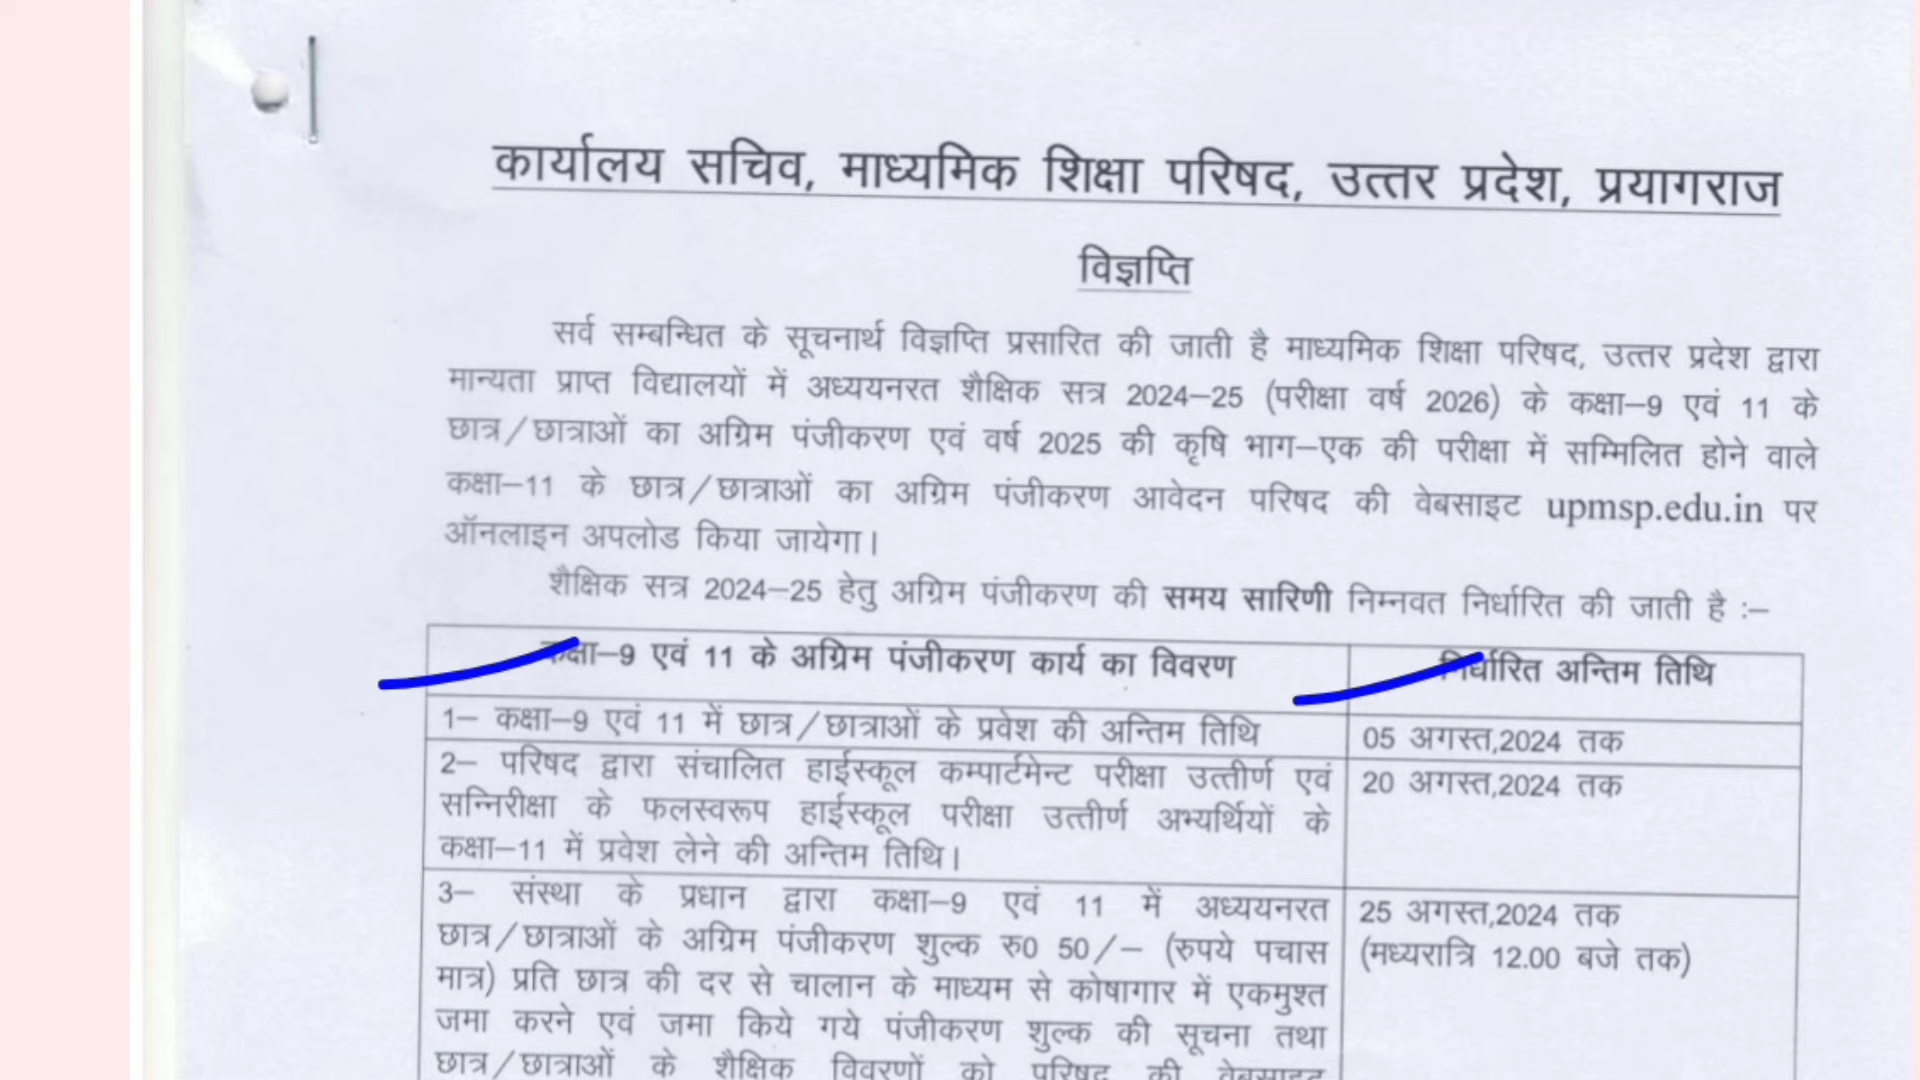 कार्यालय सचिव, माध्यमिक शिक्षा परिषद, उत्तर प्रदेश, प्रयागराज
विज्ञप्ति
सर्व सम्बन्धित के सूचनार्थ विज्ञप्ति प्रसारित की जाती है माध्यमिक शिक्षा परिषद, उत्तर प्रदेश द्वारा
मान्यता प्राप्त विद्यालयों में अध्ययनरत शैक्षिक सत्र 2024–25 (परीक्षा वर्ष 2026) के कक्षा–9 एवं 11 के
छात्र/छात्राओं का अग्रिम पंजीकरण एवं वर्ष 2025 की कृषि भाग–एक की परीक्षा में सम्मिलित होने वाले
कक्षा–11 के छात्र/छात्राओं का अग्रिम पंजीकरण आवेदन परिषद की वेबसाइट upmsp.edu.in पर
ऑनलाइन अपलोड किया जायेगा।
शैक्षिक सत्र 2024–25 हेतु अग्रिम पंजीकरण की समय सारिणी निम्नवत निर्धारित की जाती है :–
कक्षा–9 एवं 11 के अग्रिम पंजीकरण कार्य का विवरण
निर्धारित अन्तिम तिथि
1– कक्षा–9 एवं 11 में छात्र/छात्राओं के प्रवेश की अन्तिम तिथि
05 अगस्त,2024 तक
2– परिषद द्वारा संचालित हाईस्कूल कम्पार्टमेन्ट परीक्षा उत्तीर्ण एवं
सन्निरीक्षा के फलस्वरूप हाईस्कूल परीक्षा उत्तीर्ण अभ्यर्थियों के
कक्षा–11 में प्रवेश लेने की अन्तिम तिथि।
20 अगस्त,2024 तक
3– संस्था के प्रधान द्वारा कक्षा–9 एवं 11 में अध्ययनरत
छात्र/छात्राओं के अग्रिम पंजीकरण शुल्क रु0 50/– (रुपये पचास
मात्र) प्रति छात्र की दर से चालान के माध्यम से कोषागार में एकमुश्त
जमा करने एवं जमा किये गये पंजीकरण शुल्क की सूचना तथा
छात्र/छात्राओं के शैक्षिक विवरणों को परिषद की वेबसाइट
25 अगस्त,2024 तक
(मध्यरात्रि 12.00 बजे तक)